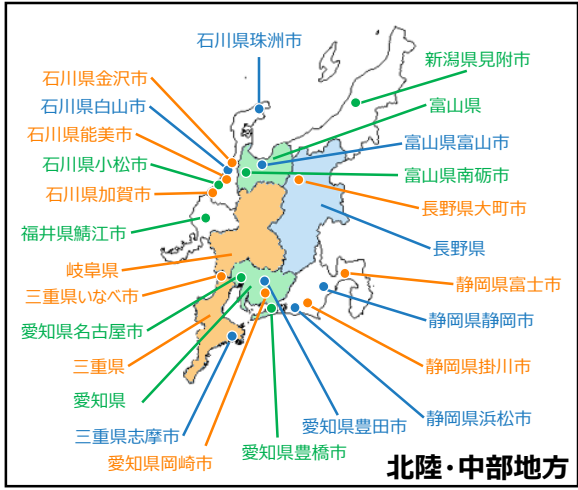 石川県珠洲市
新潟県見附市
石川県金沢市
石川県白山市
富山県
石川県能美市
富山県富山市
石川県小松市
富山県南砺市
石川県加賀市
長野県大町市
福井県鯖江市
長野県
岐阜県
静岡県富士市
三重県いなべ市
静岡県静岡市
愛知県名古屋市
三重県
静岡県掛川市
愛知県
愛知県豊田市
静岡県浜松市
三重県志摩市
愛知県豊橋市
愛知県岡崎市
北陸・中部地方